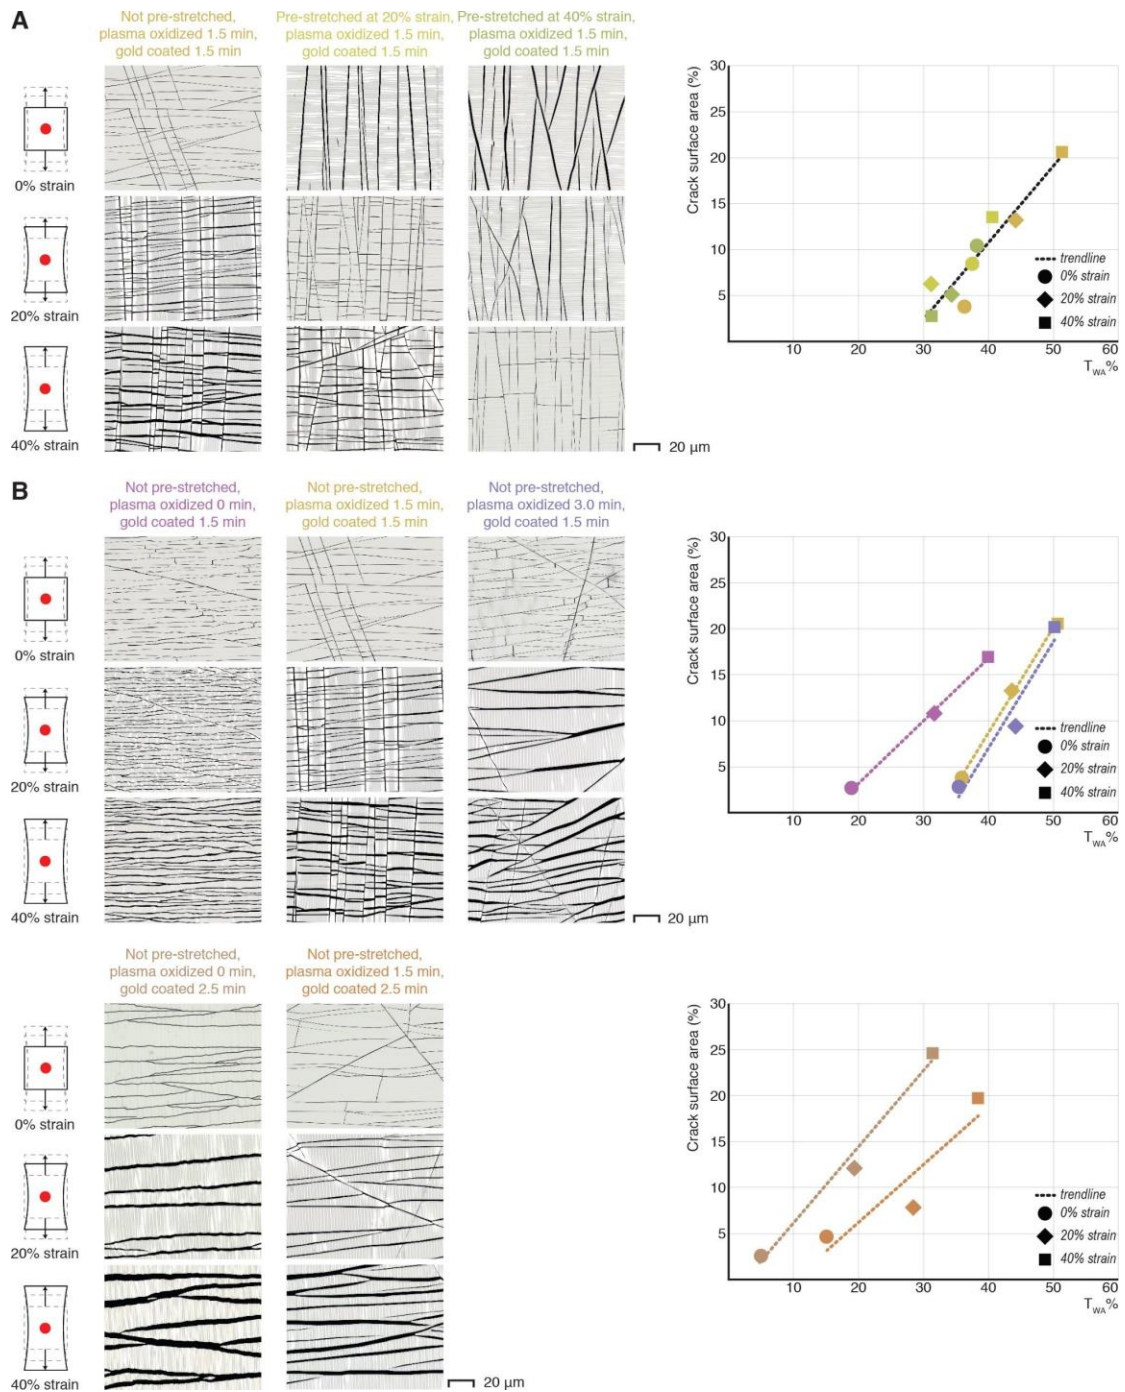 A
Not pre-stretched,
plasma oxidized 1.5 min,
gold coated 1.5 min
Pre-stretched at 20% strain,
plasma oxidized 1.5 min,
gold coated 1.5 min
Pre-stretched at 40% strain,
plasma oxidized 1.5 min,
gold coated 1.5 min
0% strain
20% strain
40% strain
20 µm
Crack surface area (%)
30
25
20
15
10
5
10
20
30
40
50
60
T_WA%
trendline
0% strain
20% strain
40% strain
B
Not pre-stretched,
plasma oxidized 0 min,
gold coated 1.5 min
Not pre-stretched,
plasma oxidized 1.5 min,
gold coated 1.5 min
Not pre-stretched,
plasma oxidized 3.0 min,
gold coated 1.5 min
0% strain
20% strain
40% strain
20 µm
Crack surface area (%)
30
25
20
15
10
5
10
20
30
40
50
60
T_WA%
trendline
0% strain
20% strain
40% strain
Not pre-stretched,
plasma oxidized 0 min,
gold coated 2.5 min
Not pre-stretched,
plasma oxidized 1.5 min,
gold coated 2.5 min
0% strain
20% strain
40% strain
20 µm
Crack surface area (%)
30
25
20
15
10
5
10
20
30
40
50
60
T_WA%
trendline
0% strain
20% strain
40% strain